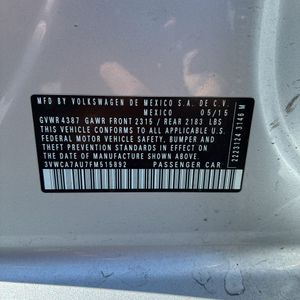 MFD BY VOLKSWAGEN DE MEXICO S.A. DE C.V.
MEXICO 05/15
GVWR 4387 GAWR FRONT 2315 / REAR 2183 LBS
THIS VEHICLE CONFORMS TO ALL APPLICABLE U.S.
FEDERAL MOTOR VEHICLE SAFETY, BUMPER AND
THEFT PREVENTION STANDARDS IN EFFECT ON
THE DATE OF MANUFACTURE SHOWN ABOVE.
3VWCA7AU7FM515892 PASSENGER CAR
2223124 3146 M